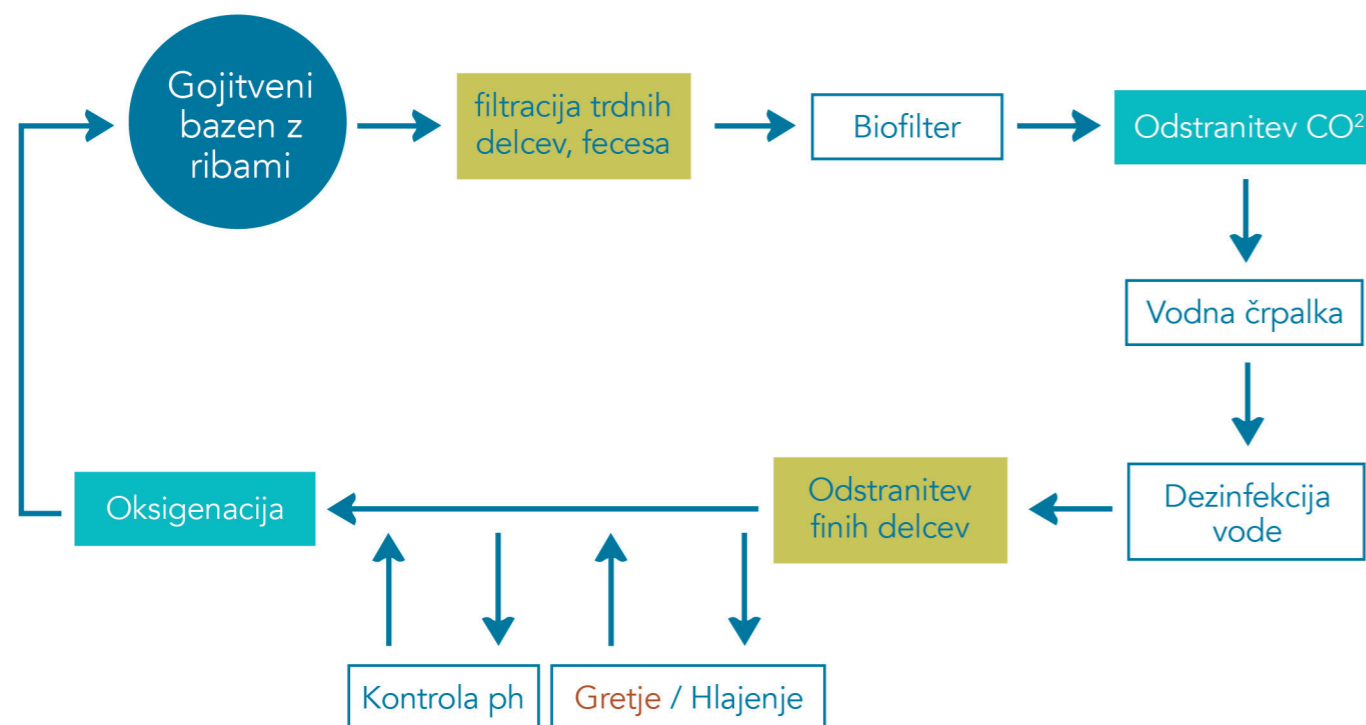 Gojitveni
bazen z
ribami
filtracija trdnih
delcev, fecesa
Biofilter
Odstranitev CO²
Vodna črpalka
Dezinfekcija
vode
Odstranitev
finih delcev
Oksigenacija
Kontrola ph
Gretje / Hlajenje